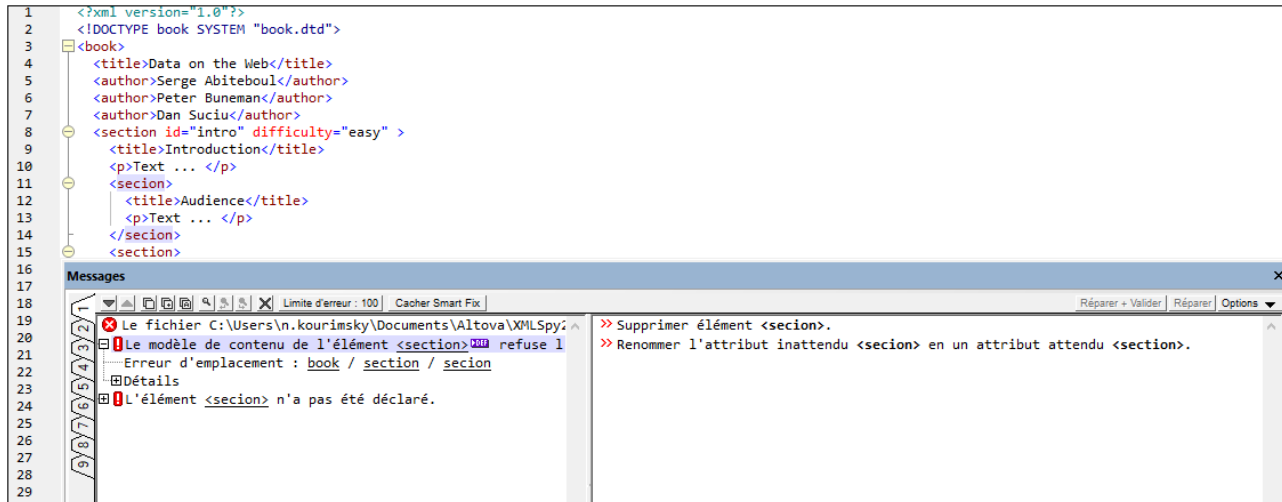 1 <?xml version="1.0"?>
2 <!DOCTYPE book SYSTEM "book.dtd">
3 <book>
4 <title>Data on the Web</title>
5 <author>Serge Abiteboul</author>
6 <author>Peter Buneman</author>
7 <author>Dan Suciu</author>
8 <section id="intro" difficulty="easy" >
9 <title>Introduction</title>
10 <p>Text ... </p>
11 <secion>
12 <title>Audience</title>
13 <p>Text ... </p>
14 </secion>
15 <section>
16
17
18
19
20
21
22
23
24
25
26
27
28
29
Messages
Limite d'erreur : 100 Cacher Smart Fix
Réparer + Valider Réparer Options
1
2
3
4
5
6
7
8
9
Le fichier C:\Users\n.kourimsky\Documents\Altova\XMLSpy2
Le modèle de contenu de l'élément <section> refuse l
Erreur d'emplacement : book / section / secion
Détails
L'élément <secion> n'a pas été déclaré.
>> Supprimer élément <secion>.
>> Renommer l'attribut inattendu <secion> en un attribut attendu <section>.